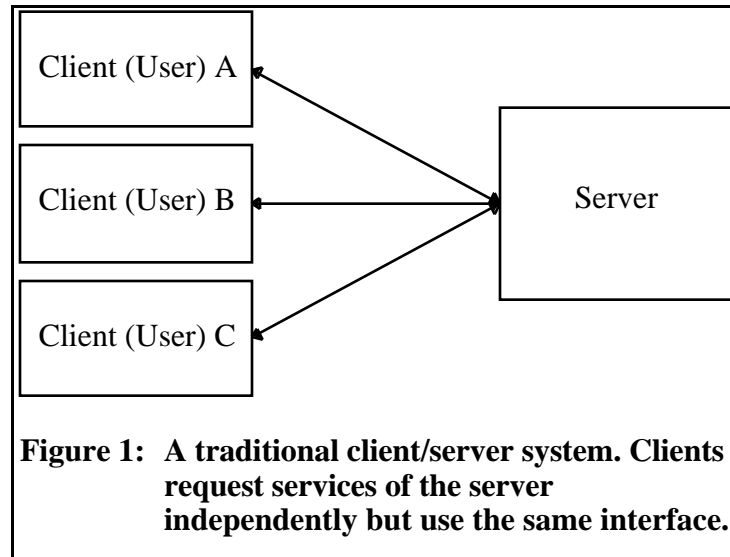 Client (User) A
Client (User) B
Server
Client (User) C
Figure 1: A traditional client/server system. Clients
request services of the server
independently but use the same interface.